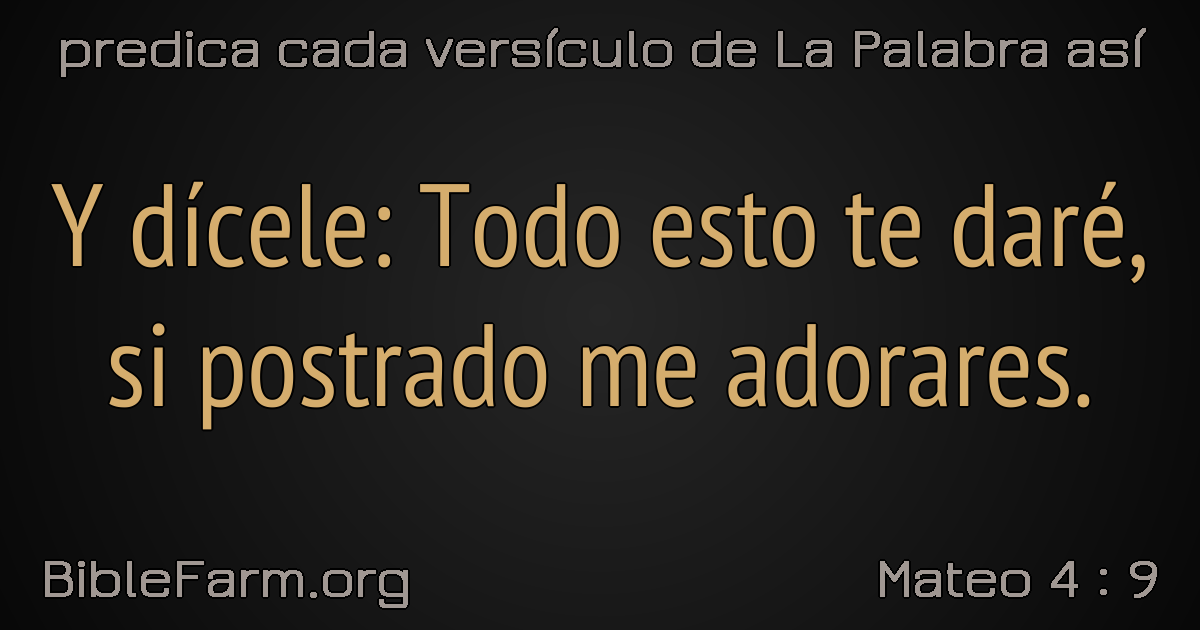 predica cada versículo de La Palabra así
Y dícele: Todo esto te daré,
si postrado me adorares.
BibleFarm.org
Mateo 4 : 9